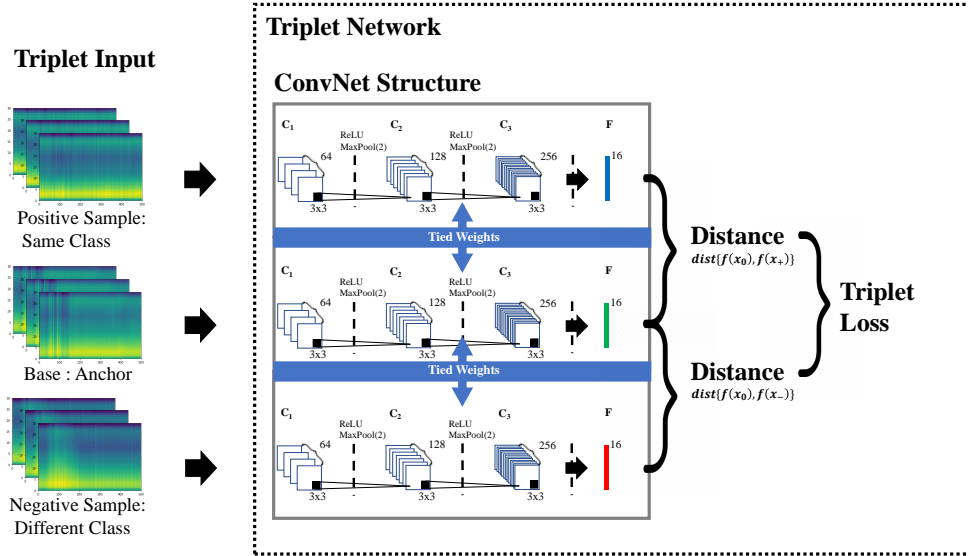 Triplet Network
Triplet Input
ConvNet Structure
C1 C2 C3 F
ReLU ReLU
MaxPool(2) MaxPool(2)
64 128 256 16
3x3 3x3 3x3
- - -
Positive Sample:
Same Class
Tied Weights
Distance
dist{f(x0), f(x+)}
C1 C2 C3 F
ReLU ReLU
MaxPool(2) MaxPool(2)
64 128 256 16
3x3 3x3 3x3
- - -
Triplet
Loss
Base : Anchor
Tied Weights
Distance
dist{f(x0), f(x−)}
C1 C2 C3 F
ReLU ReLU
MaxPool(2) MaxPool(2)
64 128 256 16
3x3 3x3 3x3
- - -
Negative Sample:
Different Class